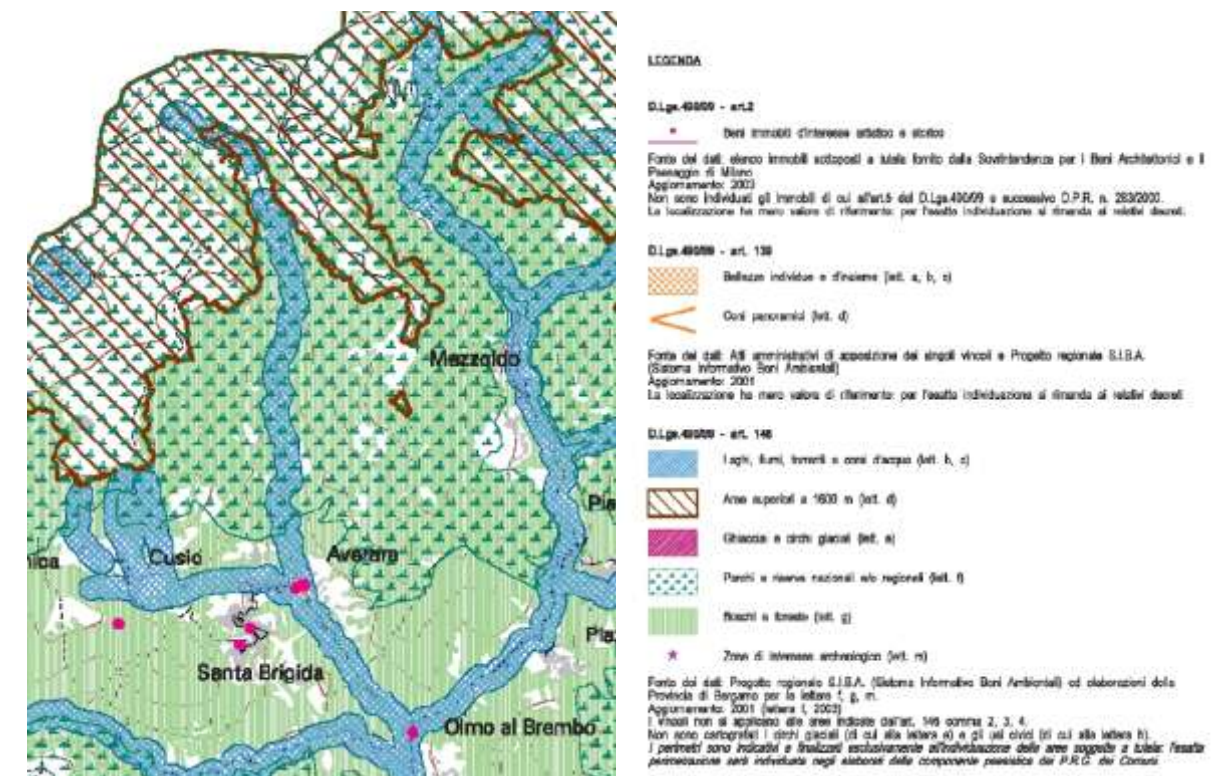 Mezzoldo
Pia
nica
Cusio
Averara
Pia
Santa Brigida
Olmo al Brembo
LEGENDA
D.Lgs.490/99 - art.2
Beni immobili d'interesse artistico e storico
Fonte dei dati: elenco immobili sottoposti a tutela fornito dalla Sovrintendenza per i Beni Architettonici e il
Paesaggio di Milano
Aggiornamento: 2003
Non sono individuati gli immobili di cui all'art.5 del D.Lgs.490/99 e successivo D.P.R. n. 283/2000.
La localizzazione ha mero valore di riferimento: per l'esatta individuazione si rimanda ai relativi decreti.
D.Lgs.490/99 - art. 139
Bellezze individue e d'insieme (lett. a, b, c)
Coni panoramici (lett. d)
Fonte dei dati: Atti amministrativi di apposizione dei singoli vincoli e Progetto regionale S.I.B.A.
(Sistema Informativo Beni Ambientali)
Aggiornamento: 2001
La localizzazione ha mero valore di riferimento: per l'esatta individuazione si rimanda ai relativi decreti
D.Lgs.490/99 - art. 146
Laghi, fiumi, torrenti e corsi d'acqua (lett. b, c)
Aree superiori a 1600 m (lett. d)
Ghiacciai e circhi glaciali (lett. e)
Parchi e riserve nazionali e/o regionali (lett. f)
Boschi e foreste (lett. g)
Zone di interesse archeologico (lett. m)
Fonte dei dati: Progetto regionale S.I.B.A. (Sistema Informativo Beni Ambientali) ed elaborazioni della
Provincia di Bergamo per le lettere f, g, m.
Aggiornamento: 2001 (lettera f, 2003)
I vincoli non si applicano alle aree indicate dall'art. 146 comma 2, 3, 4.
Non sono cartografati i circhi glaciali (di cui alla lettera e) e gli usi civici (di cui alla lettera h).
I perimetri sono indicativi e finalizzati esclusivamente all'individuazione delle aree soggette a tutela: l'esatta
perimetrazione sarà individuata negli elaborati della componente paesistica dei P.R.G. dei Comuni